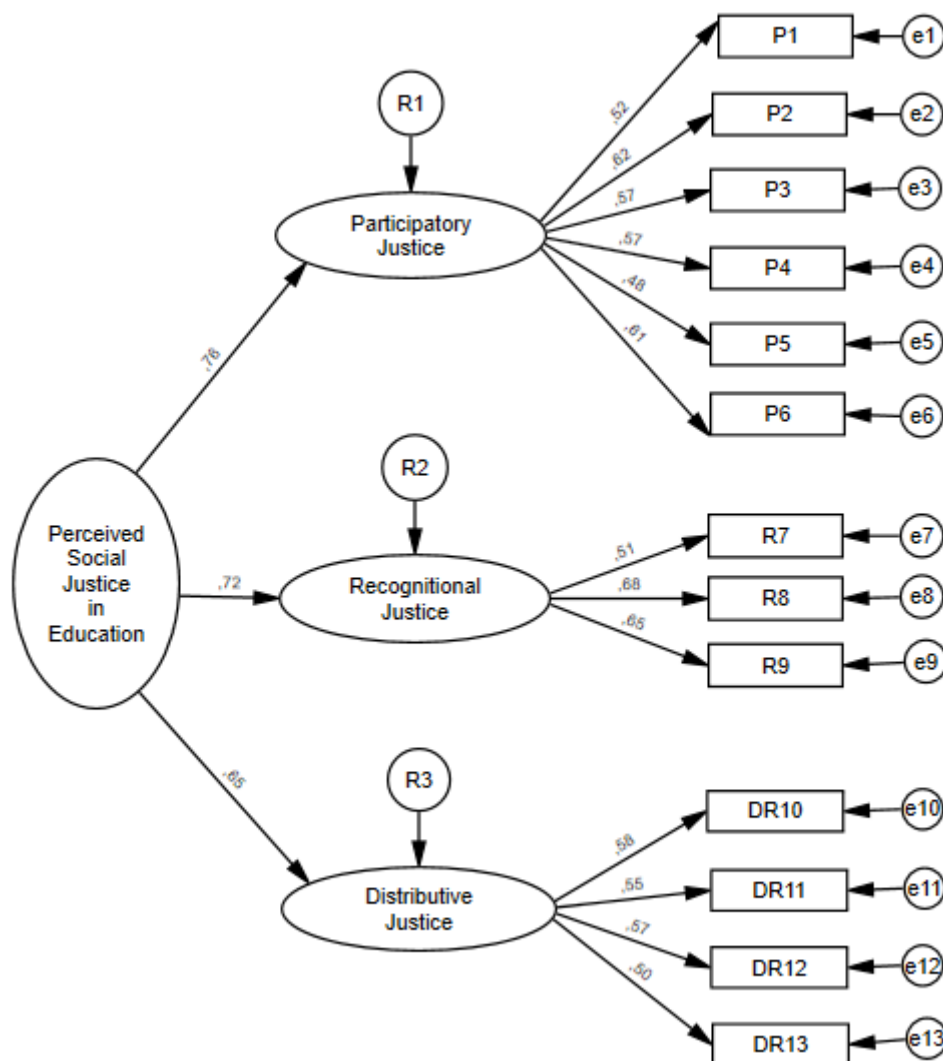 P1
e1
R1
,52
P2
e2
,62
P3
e3
Participatory
Justice
,57
,57
P4
e4
,48
P5
e5
,61
,76
P6
e6
R2
Perceived
Social
Justice
in
Education
,72
Recognitional
Justice
,51
R7
e7
,68
R8
e8
,65
R9
e9
,65
R3
DR10
e10
,58
Distributive
Justice
,55
DR11
e11
,57
DR12
e12
,50
DR13
e13